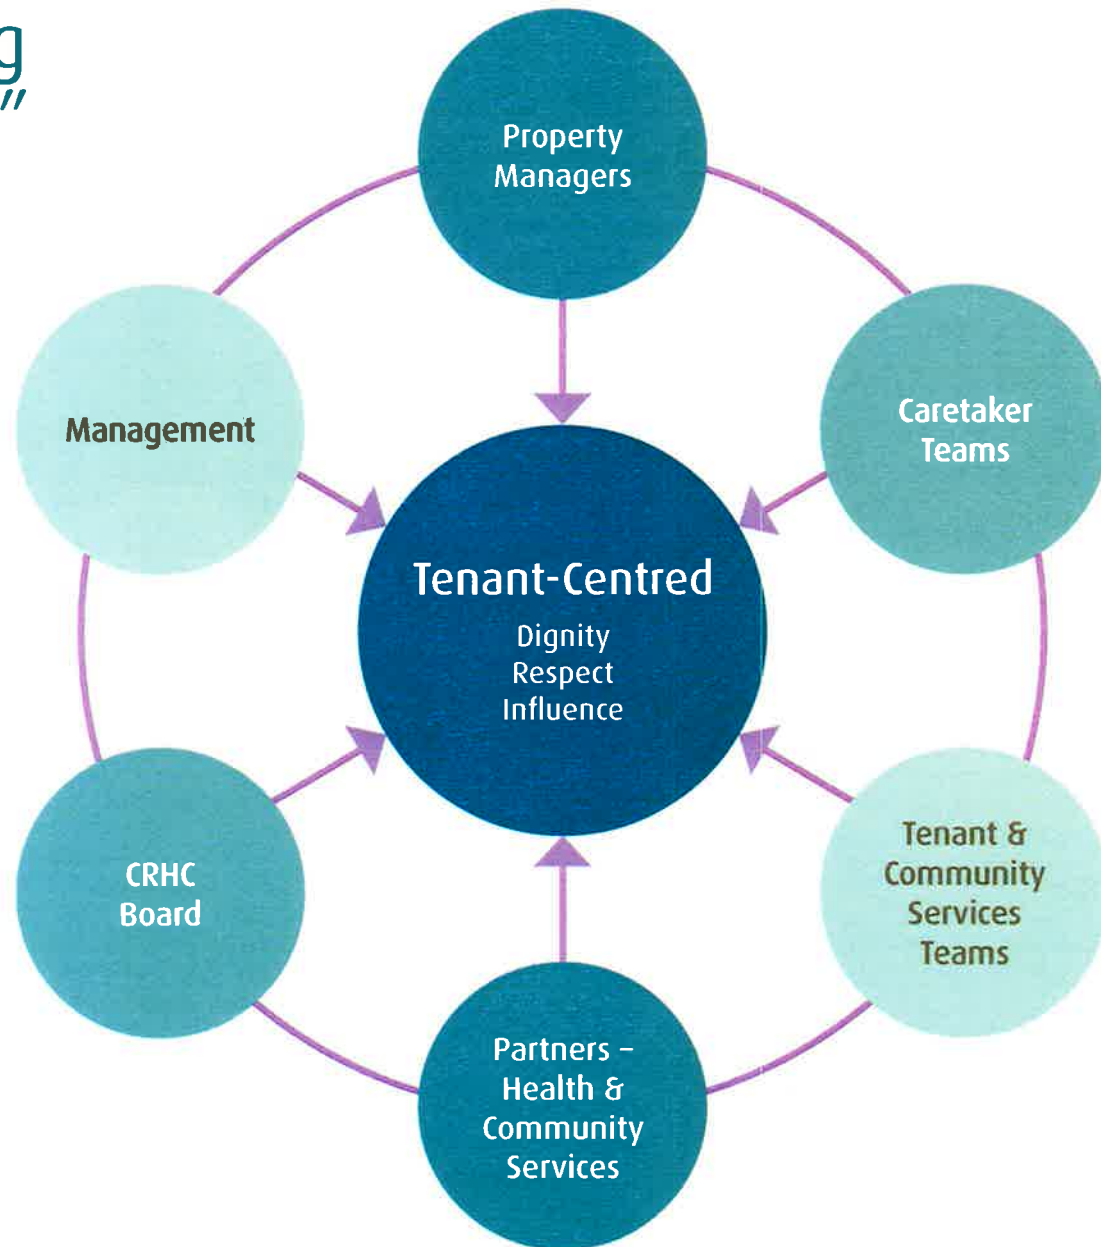 g
"
Property
Managers
Management
Caretaker
Teams
Tenant-Centred
Dignity
Respect
Influence
CRHC
Board
Tenant &
Community
Services
Teams
Partners –
Health &
Community
Services